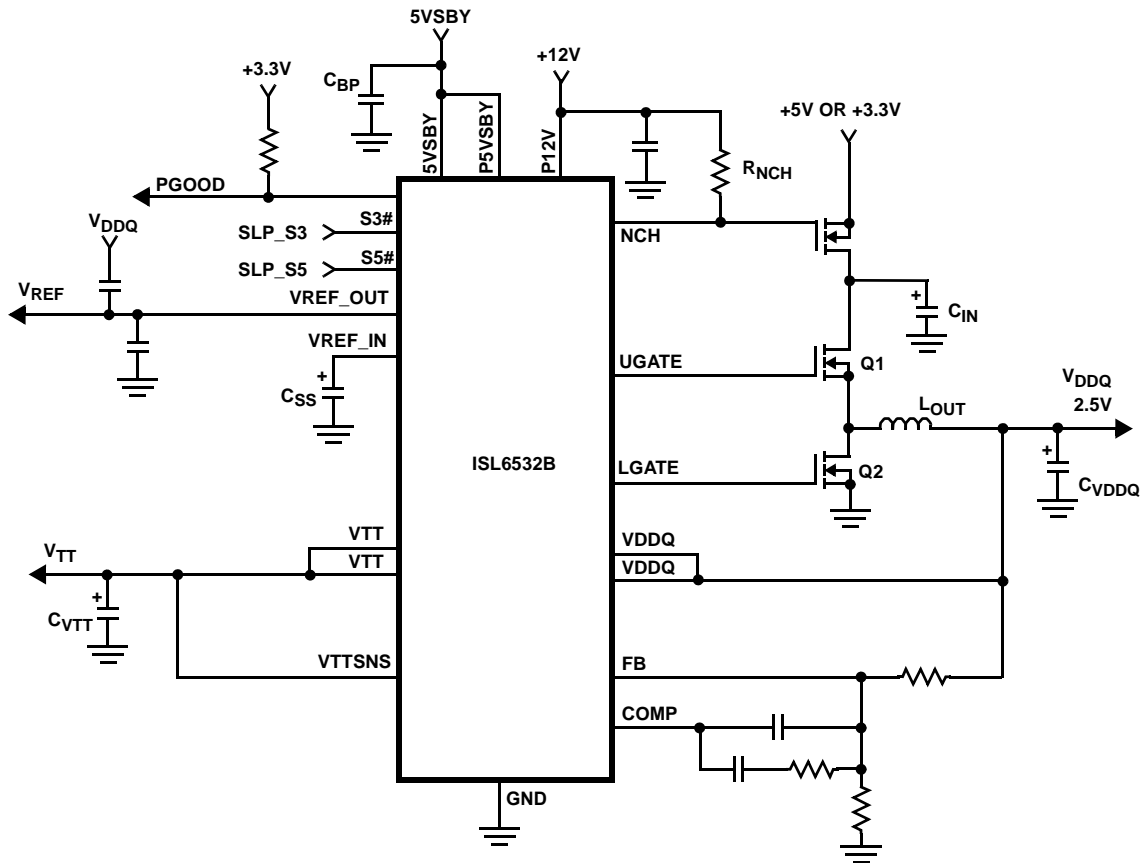 5VSBY
+12V
+3.3V
CBP
+5V OR +3.3V
5VSBY
P5VSBY
P12V
RNCH
PGOOD
NCH
VDDQ
S3#
SLP_S3
S5#
SLP_S5
VREF
VREF_OUT
+
CIN
VREF_IN
UGATE
Q1
+
CSS
VDDQ
2.5V
LOUT
ISL6532B
LGATE
Q2
+
CVDDQ
VTT
VDDQ
VTT
VTT
VDDQ
+
CVTT
VTTSNS
FB
COMP
GND